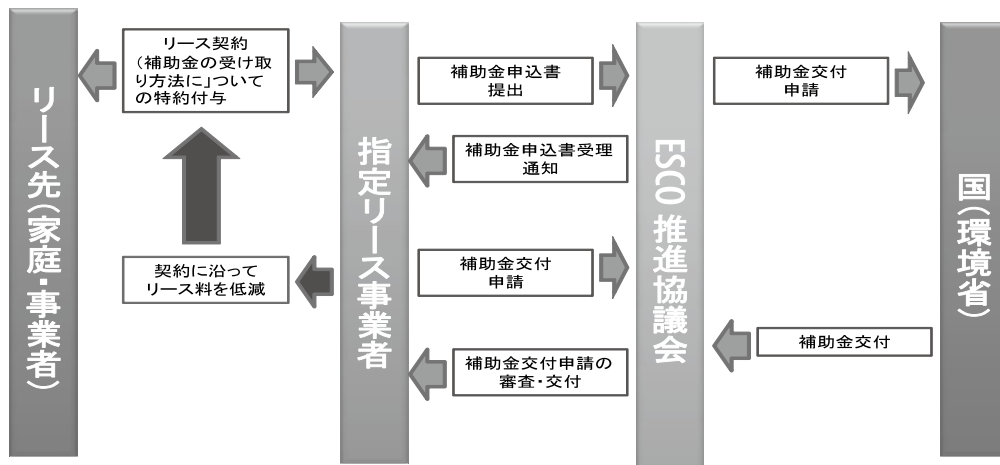 リース先(家庭・事業者)
リース契約
(補助金の受け取
り方法に」ついて
の特約付与
契約に沿って
リース料を低減
指定リース事業者
補助金申込書
提出
補助金申込書受理
通知
補助金交付
申請
補助金交付申請の
審査・交付
ESCO 推進協議会
補助金交付
申請
補助金交付
国(環境省)